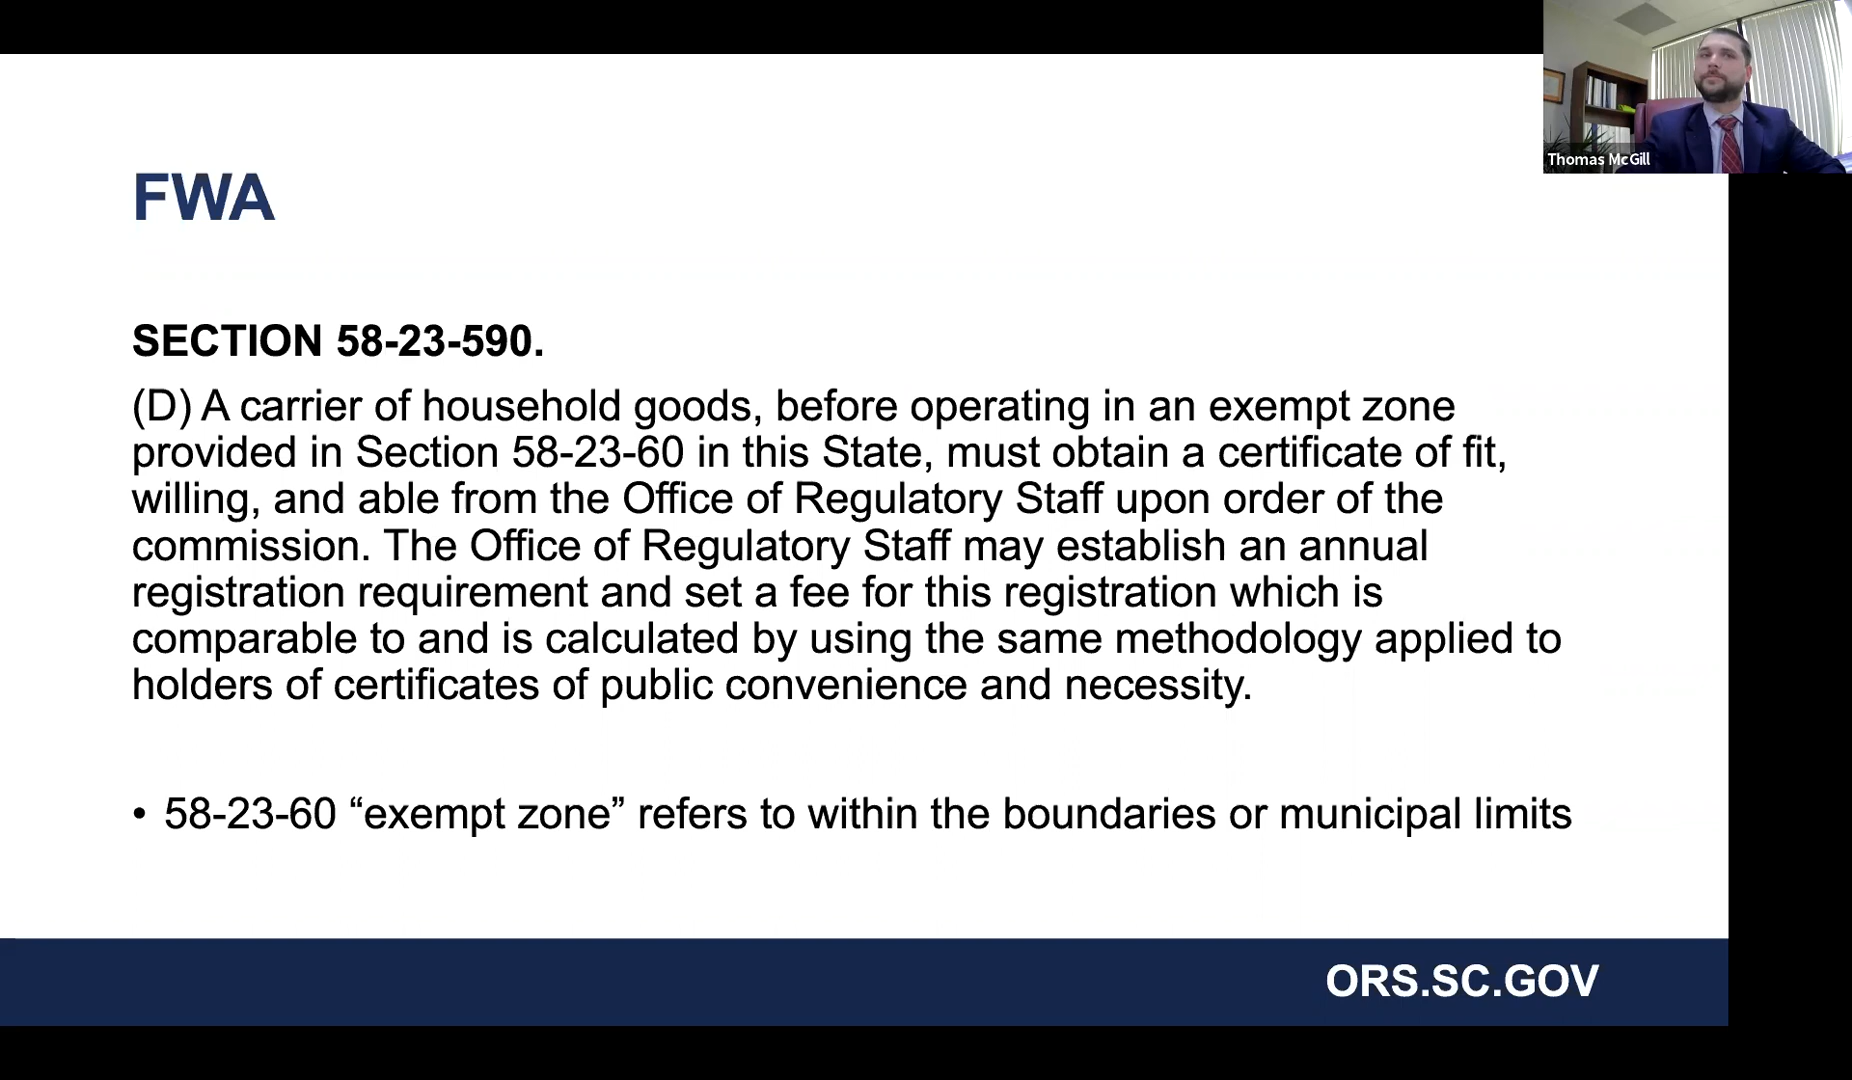 Thomas McGill
FWA
SECTION 58-23-590.
(D) A carrier of household goods, before operating in an exempt zone
provided in Section 58-23-60 in this State, must obtain a certificate of fit,
willing, and able from the Office of Regulatory Staff upon order of the
commission. The Office of Regulatory Staff may establish an annual
registration requirement and set a fee for this registration which is
comparable to and is calculated by using the same methodology applied to
holders of certificates of public convenience and necessity.
• 58-23-60 “exempt zone” refers to within the boundaries or municipal limits
ORS.SC.GOV